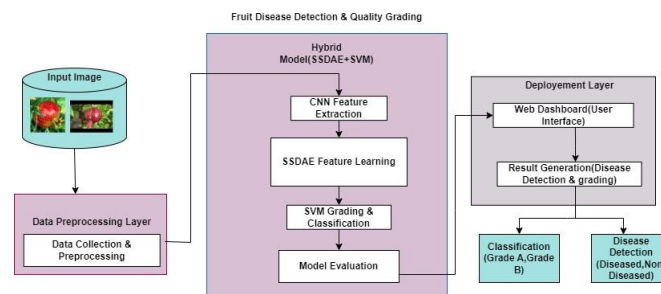 Fruit Disease Detection & Quality Grading
Input Image
Data Preprocessing Layer
Data Collection &
Preprocessing
Hybrid
Model(SSDAE+SVM)
CNN Feature
Extraction
SSDAE Feature Learning
SVM Grading &
Classification
Model Evaluation
Deployement Layer
Web Dashboard(User
Interface)
Result Generation(Disease
Detection & grading)
Classification
(Grade A,Grade
B)
Disease
Detection
(Diseased,Non
Diseased)